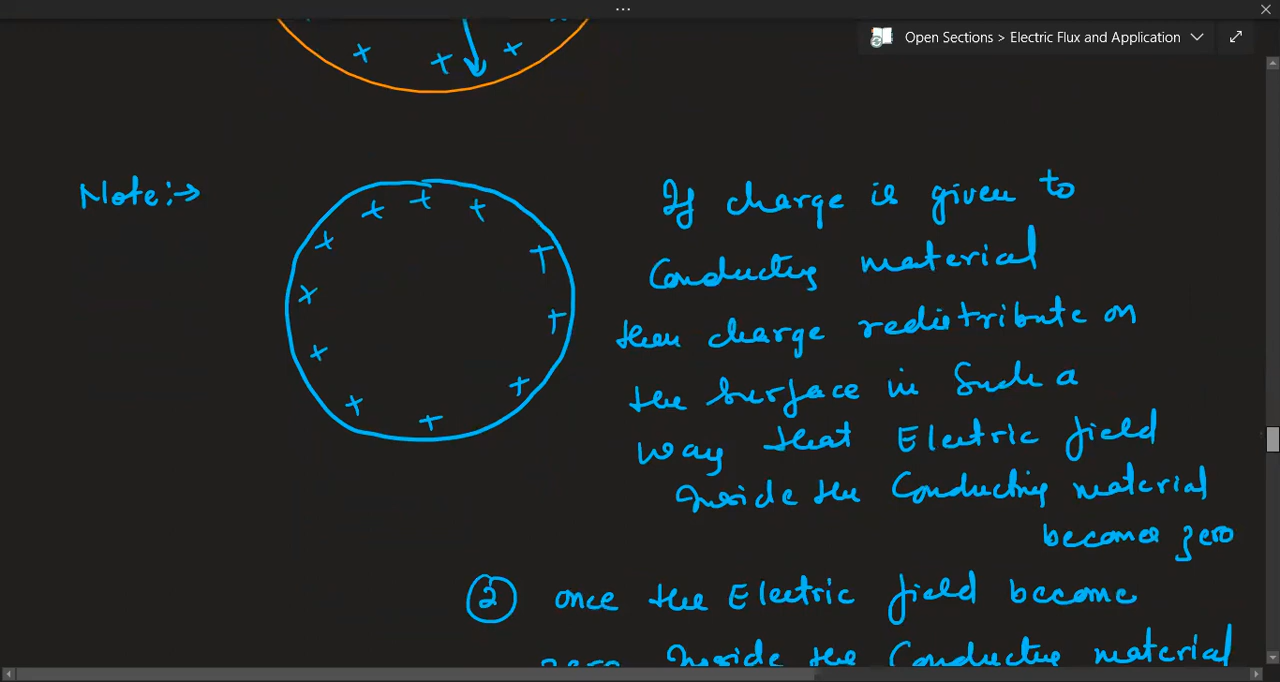 Open Sections > Electric Flux and Application
Note:→
If charge is given to
Conducting material
then charge redistribute on
the surface in such a
way that Electric field
Inside the Conducting material
becomes zero
② once the Electric field become
zero Inside the Conducting material